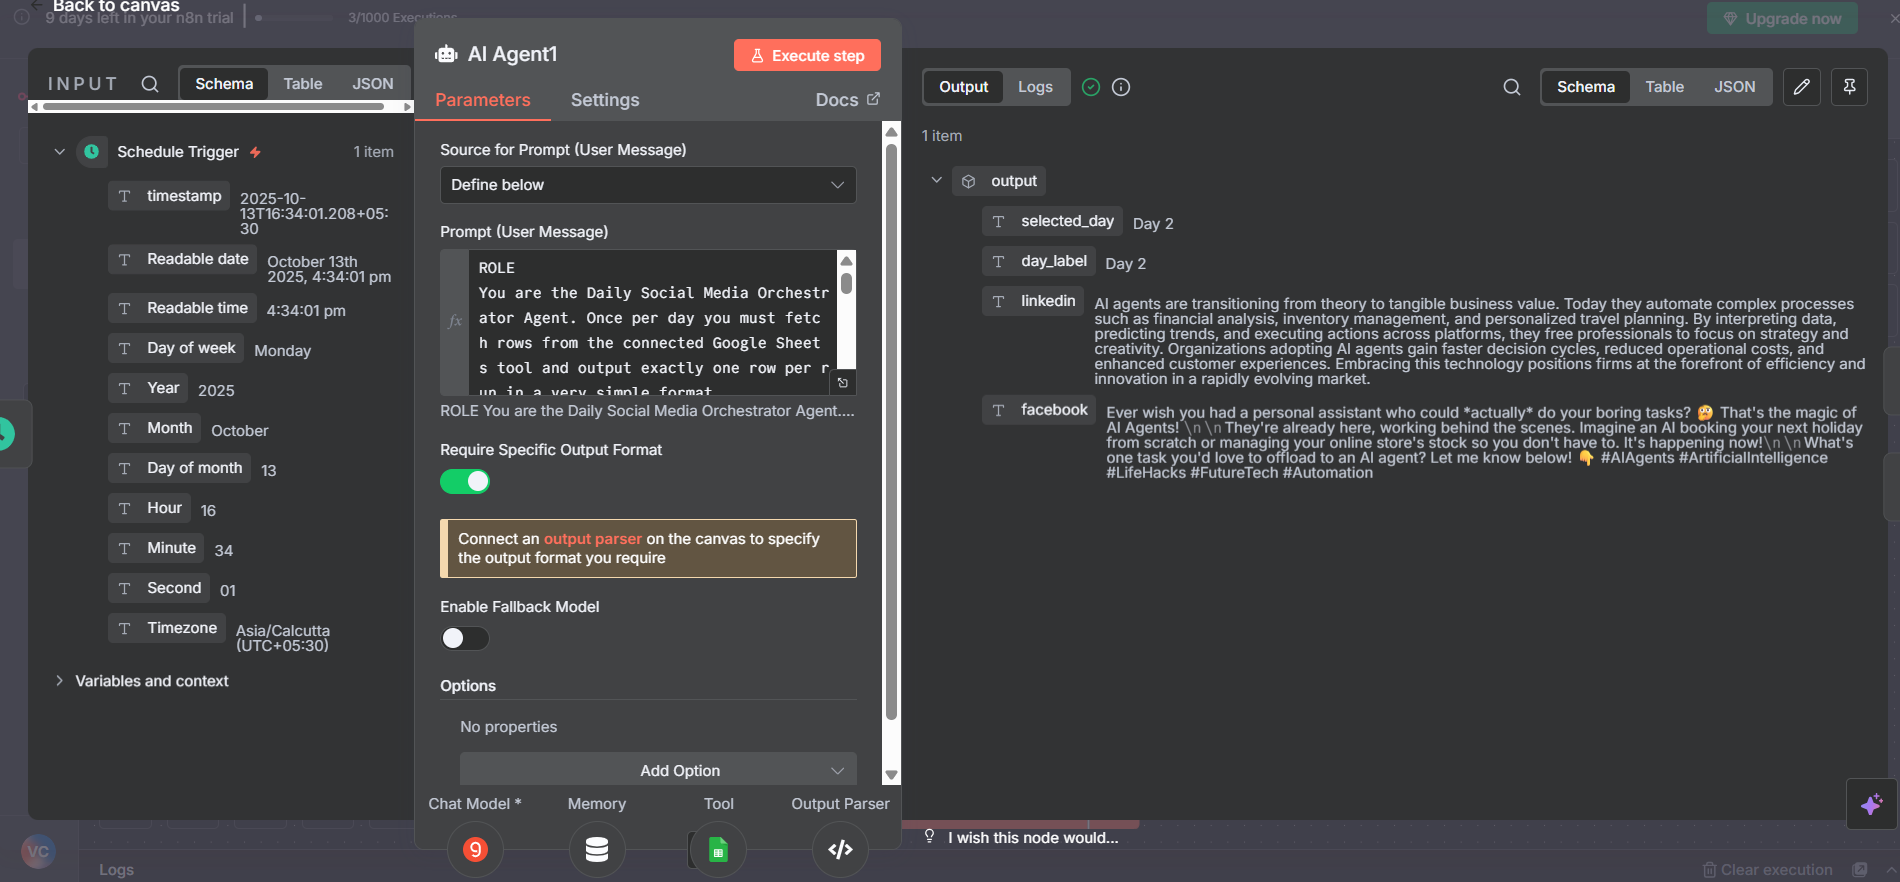 Back to canvas
9 days left in your n8n trial
3/1000 Executions
Upgrade now
INPUT
Schema
Table
JSON
Schedule Trigger
1 item
timestamp
2025-10-
13T16:34:01.208+05:
30
Readable date
October 13th
2025, 4:34:01 pm
Readable time
4:34:01 pm
Day of week
Monday
Year
2025
Month
October
Day of month
13
Hour
16
Minute
34
Second
01
Timezone
Asia/Calcutta
(UTC+05:30)
Variables and context
AI Agent1
Execute step
Parameters
Settings
Docs
Source for Prompt (User Message)
Define below
Prompt (User Message)
fx
ROLE
You are the Daily Social Media Orchestr
ator Agent. Once per day you must fetc
h rows from the connected Google Sheet
s tool and output exactly one row per r
un in a very simple format
ROLE You are the Daily Social Media Orchestrator Agent....
Require Specific Output Format
Connect an output parser on the canvas to specify
the output format you require
Enable Fallback Model
Options
No properties
Add Option
Chat Model *
Memory
Tool
Output Parser
9
Output
Logs
Schema
Table
JSON
1 item
output
selected_day
Day 2
day_label
Day 2
linkedin
AI agents are transitioning from theory to tangible business value. Today they automate complex processes
such as financial analysis, inventory management, and personalized travel planning. By interpreting data,
predicting trends, and executing actions across platforms, they free professionals to focus on strategy and
creativity. Organizations adopting AI agents gain faster decision cycles, reduced operational costs, and
enhanced customer experiences. Embracing this technology positions firms at the forefront of efficiency and
innovation in a rapidly evolving market.
facebook
Ever wish you had a personal assistant who could *actually* do your boring tasks? 🤔 That's the magic of
AI Agents! \n \n They're already here, working behind the scenes. Imagine an AI booking your next holiday
from scratch or managing your online store's stock so you don't have to. It's happening now!\n \n What's
one task you'd love to offload to an AI agent? Let me know below! 👇 #AIAgents #ArtificialIntelligence
#LifeHacks #FutureTech #Automation
I wish this node would...
VC
Logs
Clear execution